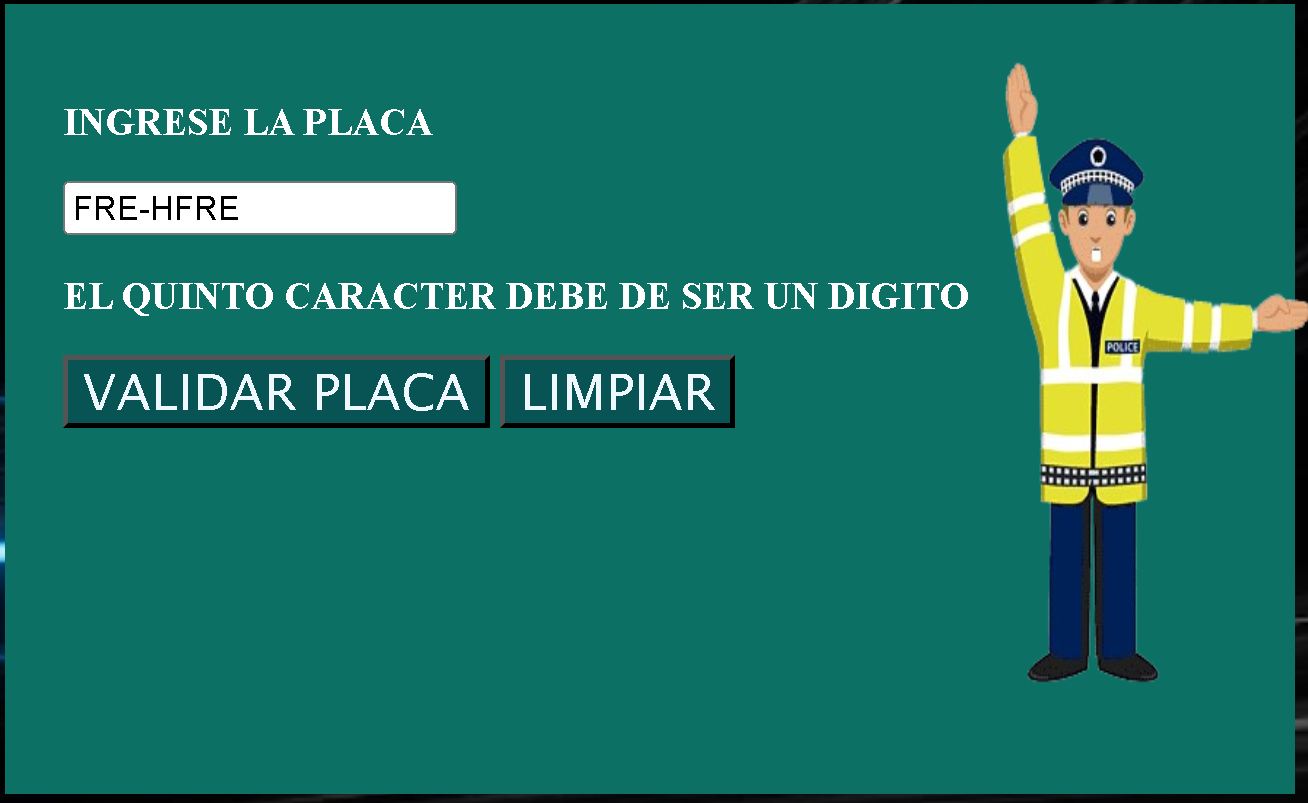 INGRESE LA PLACA
FRE-HFRE
EL QUINTO CARACTER DEBE DE SER UN DIGITO
VALIDAR PLACA LIMPIAR
POLICE